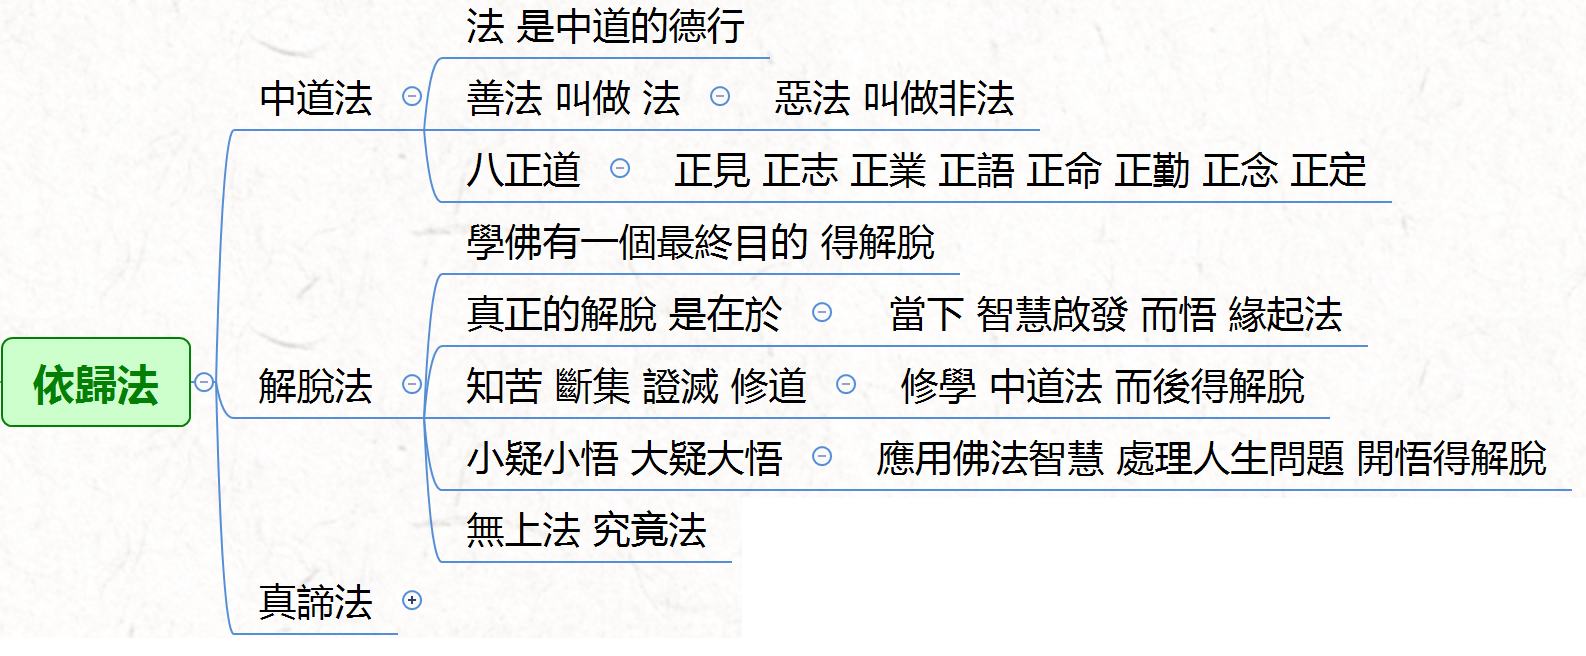 法 是中道的德行
中道法
善法 叫做 法
惡法 叫做非法
八正道
正見 正志 正業 正語 正命 正勤 正念 正定
學佛有一個最終目的 得解脫
真正的解脫 是在於
當下 智慧啟發 而悟 緣起法
依歸法
解脫法
知苦 斷集 證滅 修道
修學 中道法 而後得解脫
小疑小悟 大疑大悟
應用佛法智慧 處理人生問題 開悟得解脫
無上法 究竟法
真諦法